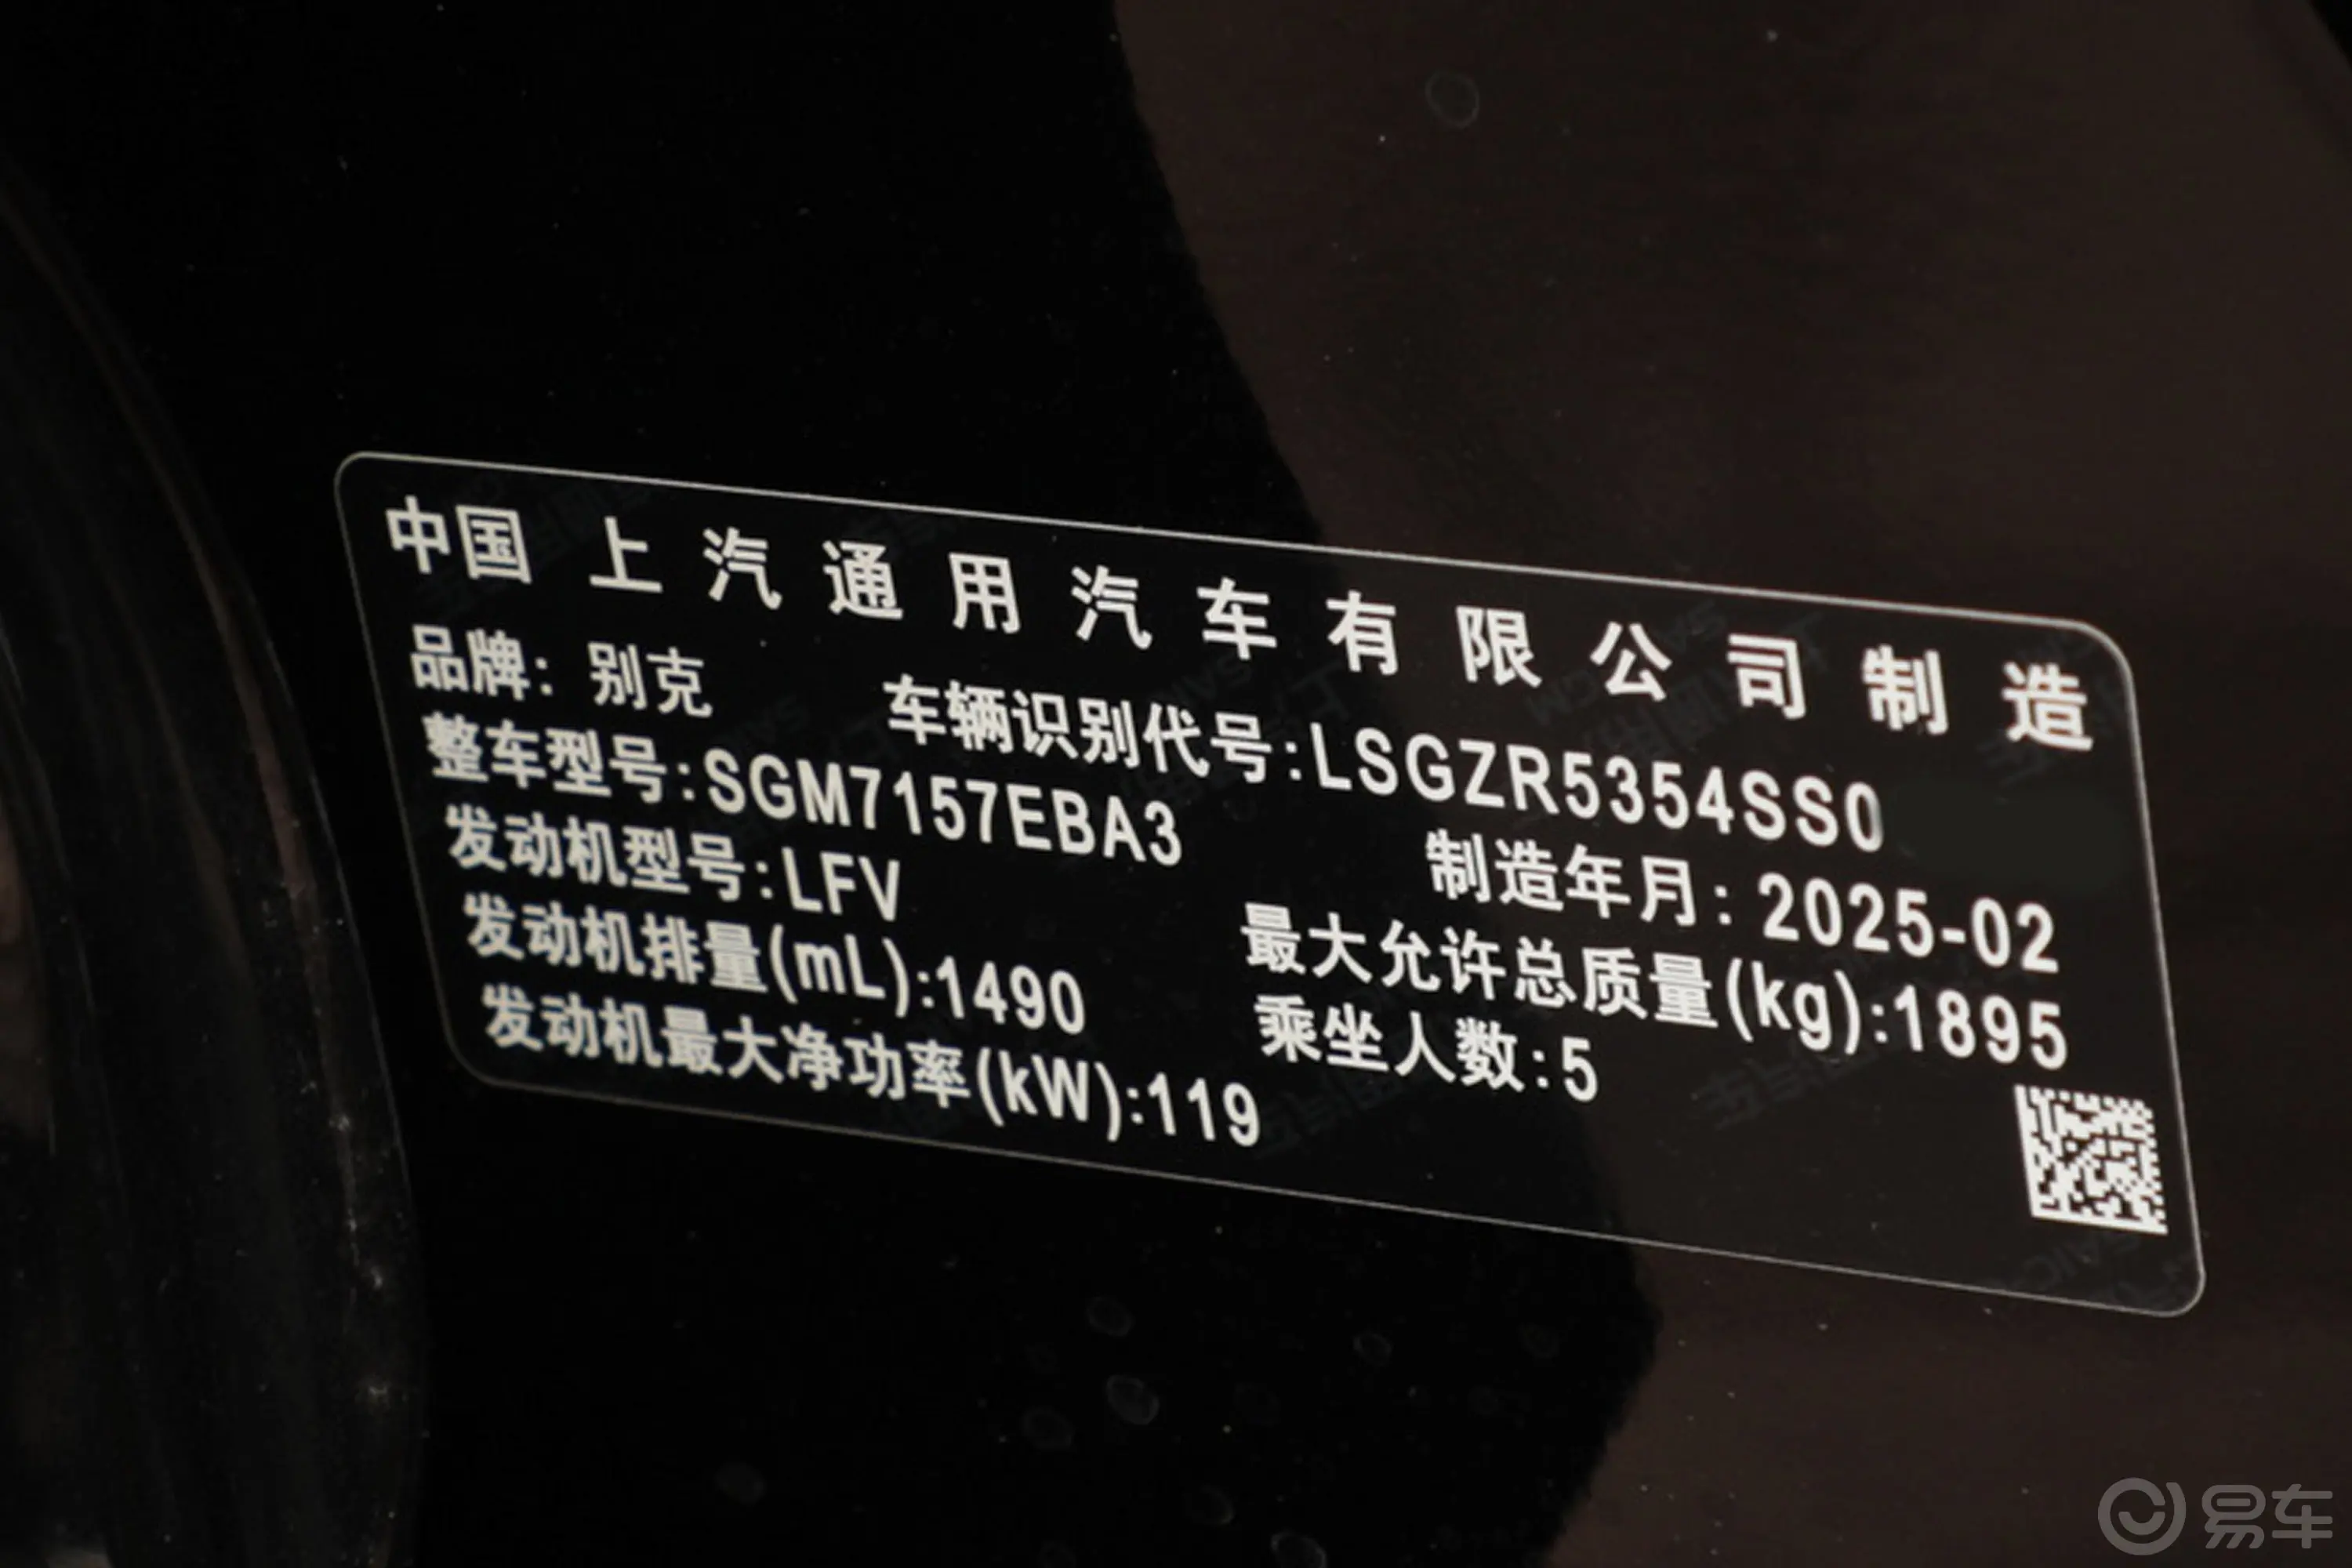 中国 上汽通用汽车有限公司制造
品牌: 别克 车辆识别代号:LSGZR5354SS0
整车型号:SGM7157EBA3 制造年月: 2025-02
发动机型号:LFV 最大允许总质量(kg):1895
发动机排量(mL):1490 乘坐人数:5
发动机最大净功率(kW):119
易车